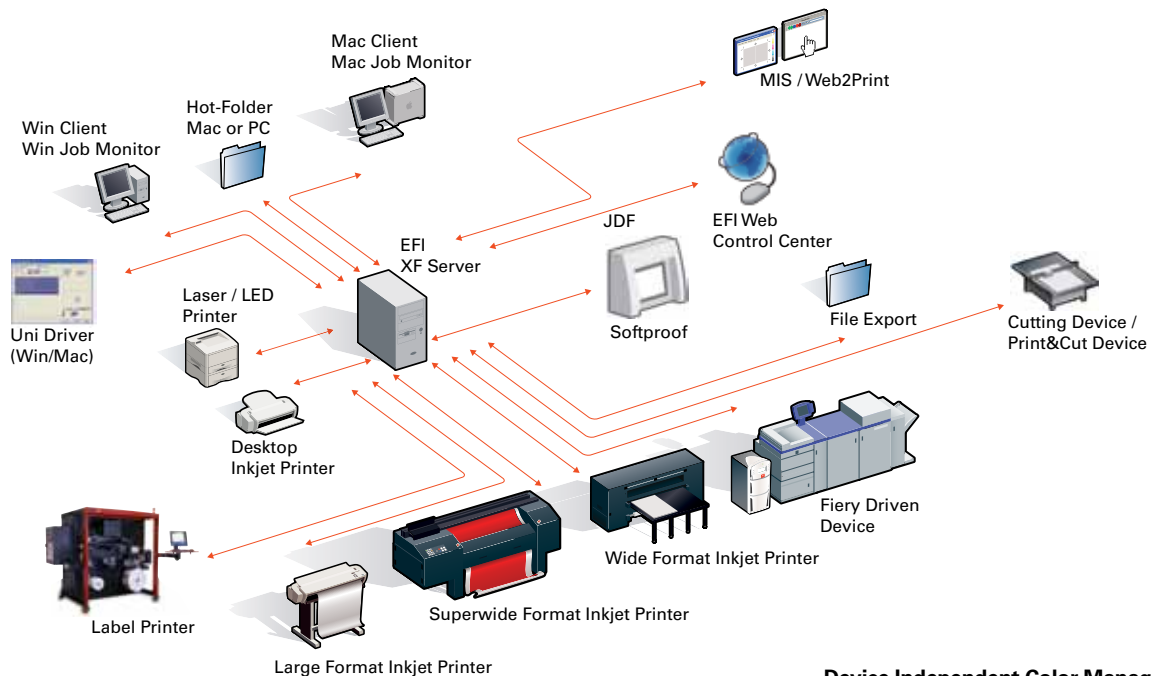 Mac Client
Mac Job Monitor
MIS / Web2Print
Hot-Folder
Mac or PC
Win Client
Win Job Monitor
JDF
EFI Web
Control Center
EFI
XF Server
Laser / LED
Printer
Uni Driver
(Win/Mac)
Softproof
File Export
Cutting Device /
Print&Cut Device
Desktop
Inkjet Printer
Fiery Driven
Device
Wide Format Inkjet Printer
Superwide Format Inkjet Printer
Label Printer
Large Format Inkjet Printer